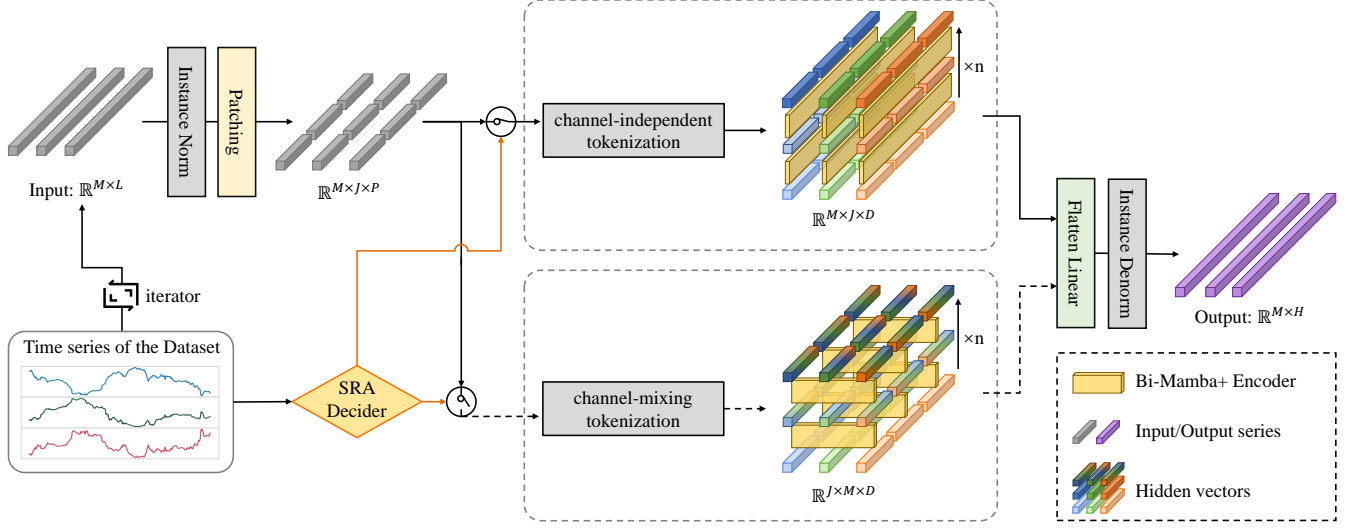 Instance Norm
Patching
Input: ℝ^{M×L}
ℝ^{M×J×P}
channel-independent
tokenization
×n
ℝ^{M×J×D}
iterator
Time series of the Dataset
SRA
Decider
channel-mixing
tokenization
×n
ℝ^{J×M×D}
Flatten Linear
Instance Denorm
Output: ℝ^{M×H}
Bi-Mamba+ Encoder
Input/Output series
Hidden vectors